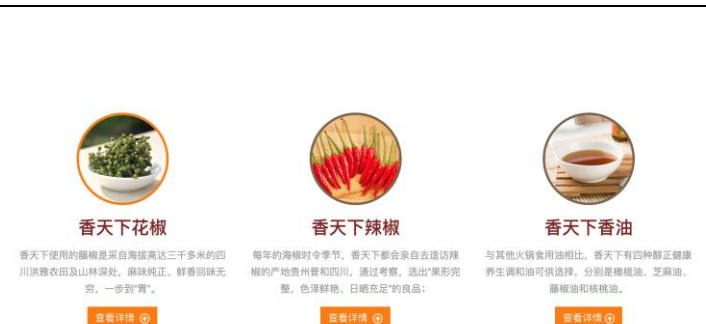 香天下花椒
香天下使用的藤椒是采自海拔高达三千多米的四
川洪雅农田及山林深处，麻味纯正、鲜香回味无
穷，一步到“胃”。
查看详情
香天下辣椒
每年的海椒时令季节，香天下都会亲自去造访辣
椒的产地贵州普和四川，通过考察，选出“果形完
整，色泽鲜艳、日晒充足”的良品；
查看详情
香天下香油
与其他火锅食用油相比，香天下有四种醇正健康
养生调和油可供选择，分别是橄榄油、芝麻油、
藤椒油和核桃油。
查看详情